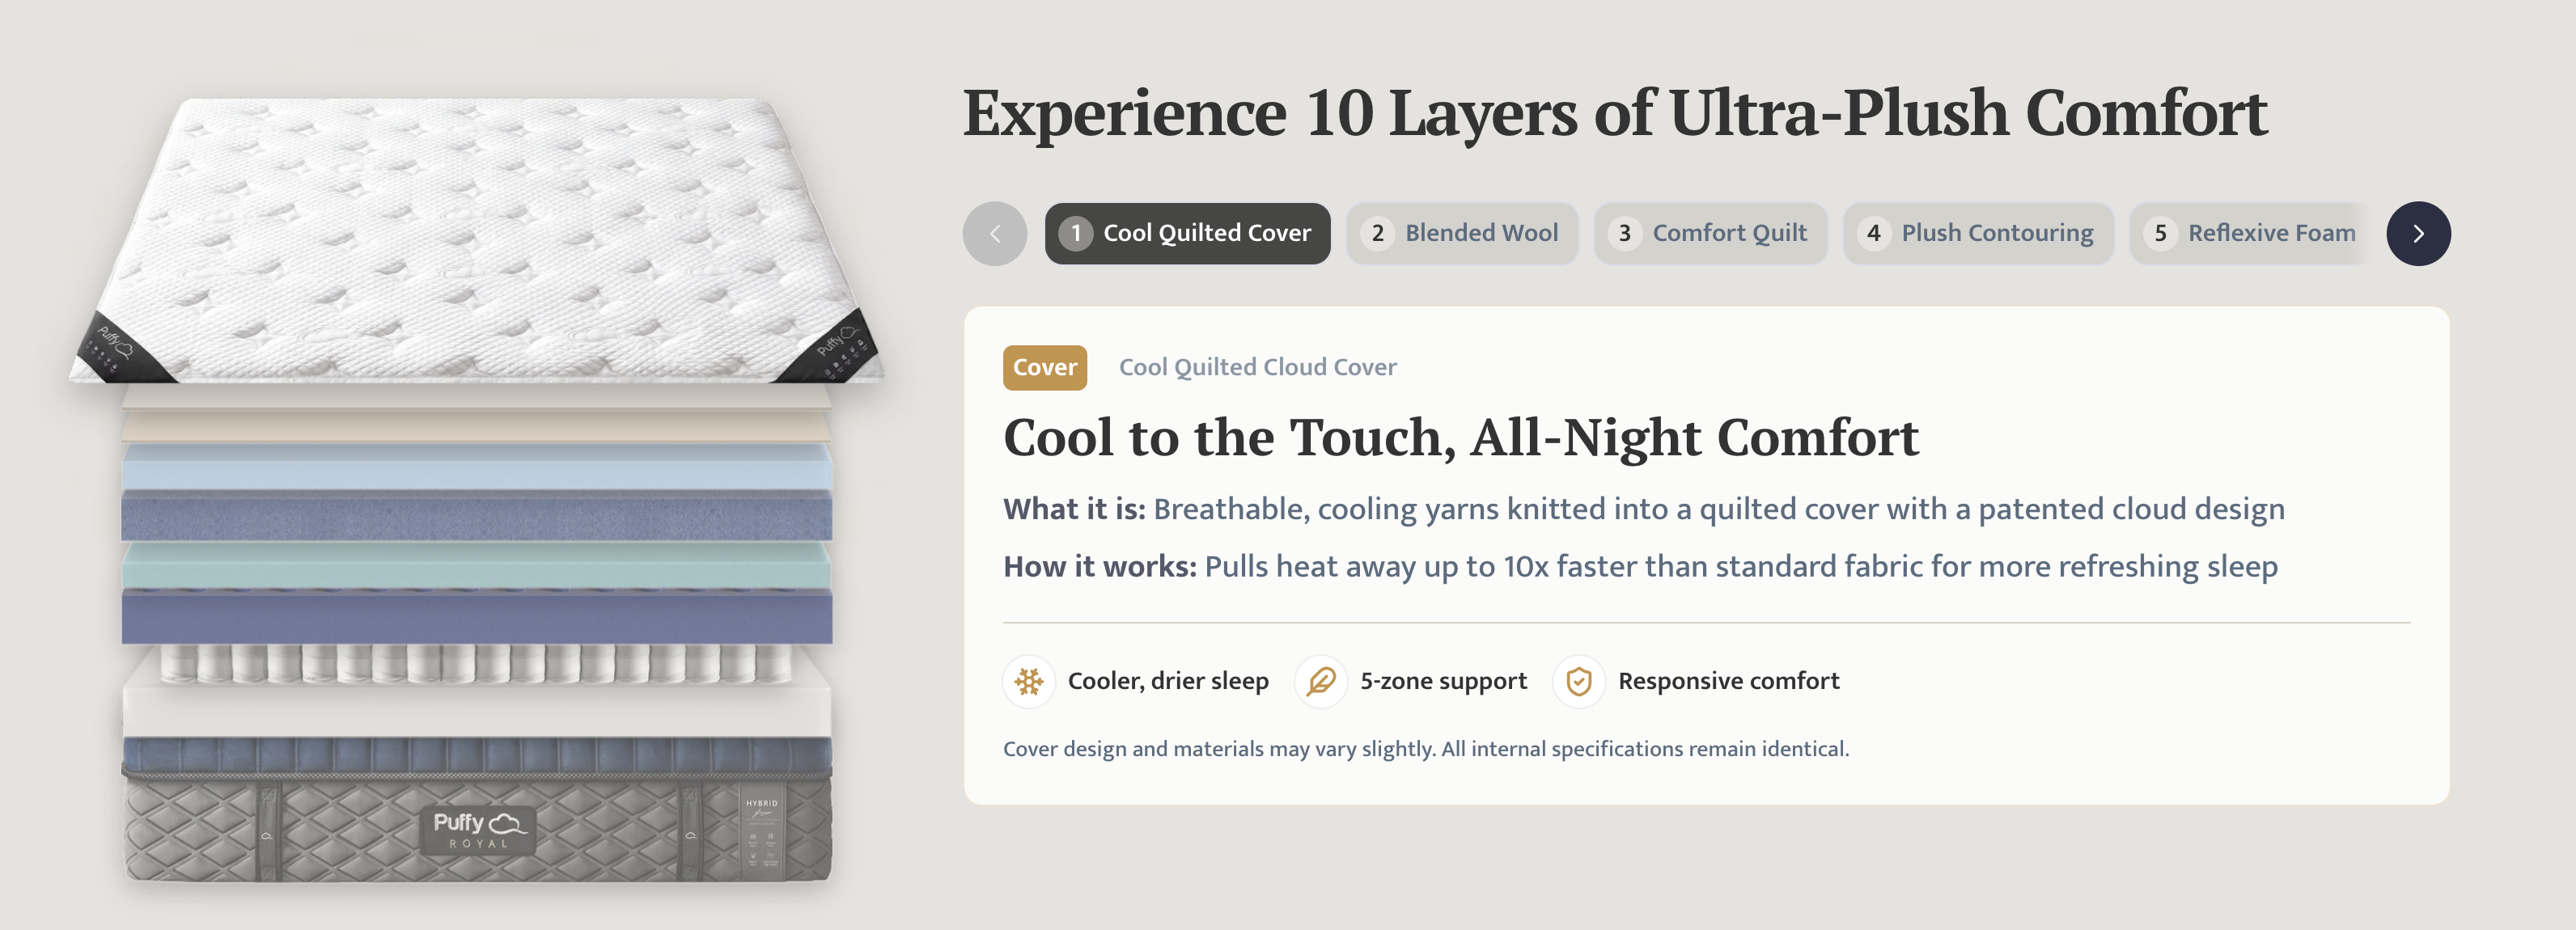 Experience 10 Layers of Ultra-Plush Comfort
1 Cool Quilted Cover
2 Blended Wool
3 Comfort Quilt
4 Plush Contouring
5 Reflexive Foam
Cover Cool Quilted Cloud Cover
Cool to the Touch, All-Night Comfort
What it is: Breathable, cooling yarns knitted into a quilted cover with a patented cloud design
How it works: Pulls heat away up to 10x faster than standard fabric for more refreshing sleep
Cooler, drier sleep
5-zone support
Responsive comfort
Cover design and materials may vary slightly. All internal specifications remain identical.
Puffy
Puffy
HYBRID
Puffy
ROYAL